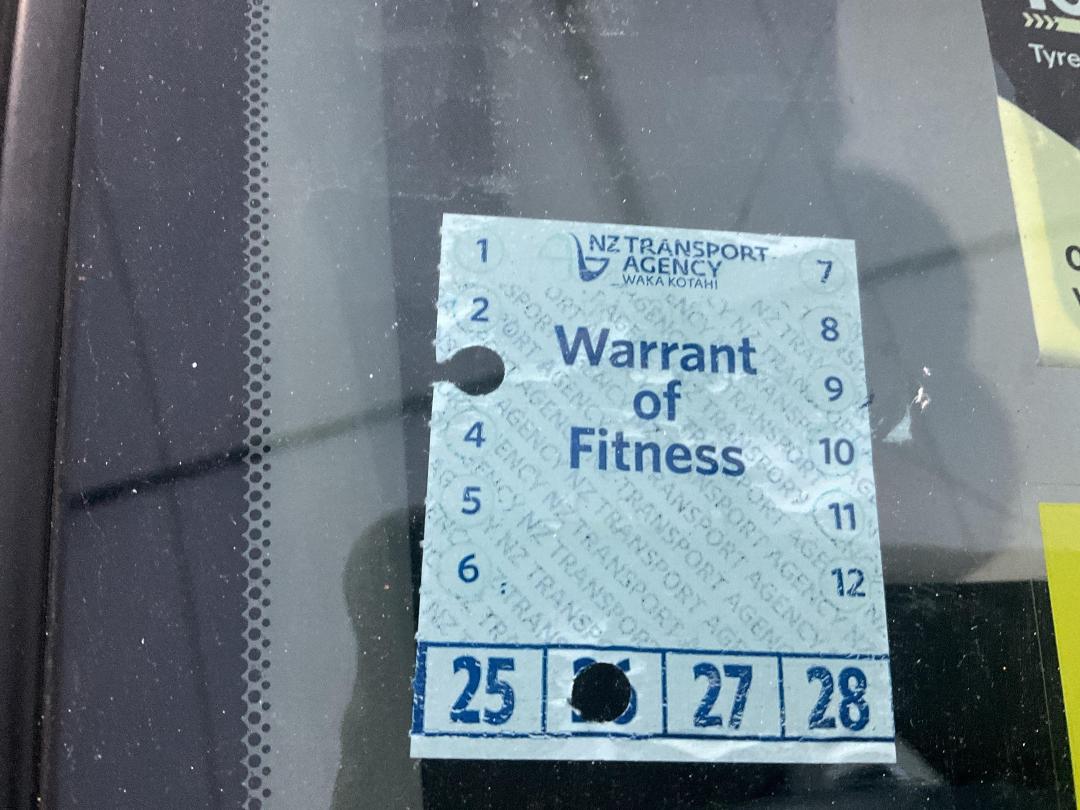 Tyre
1
NZ TRANSPORT
AGENCY
WAKA KOTAHI
7
2
8
Warrant
of
Fitness
9
4
10
5
11
6
12
25
27
28